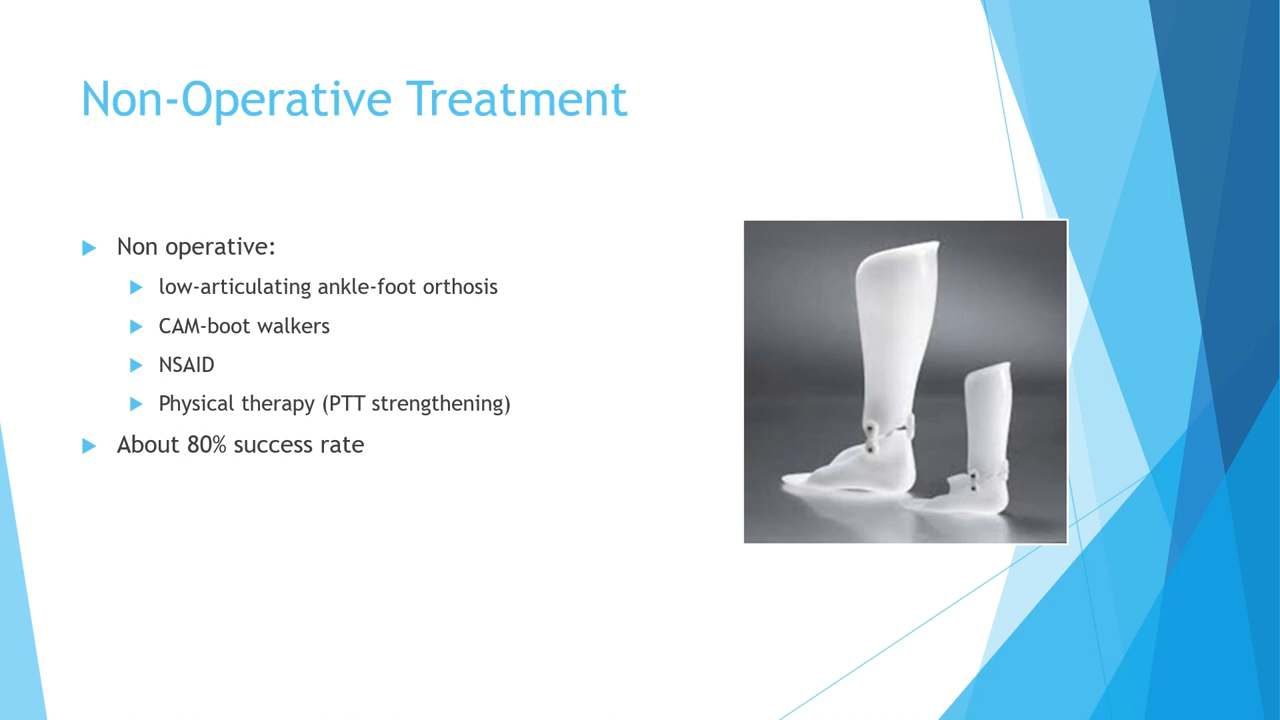 Non-Operative Treatment
Non operative:
low-articulating ankle-foot orthosis
CAM-boot walkers
NSAID
Physical therapy (PTT strengthening)
About 80% success rate